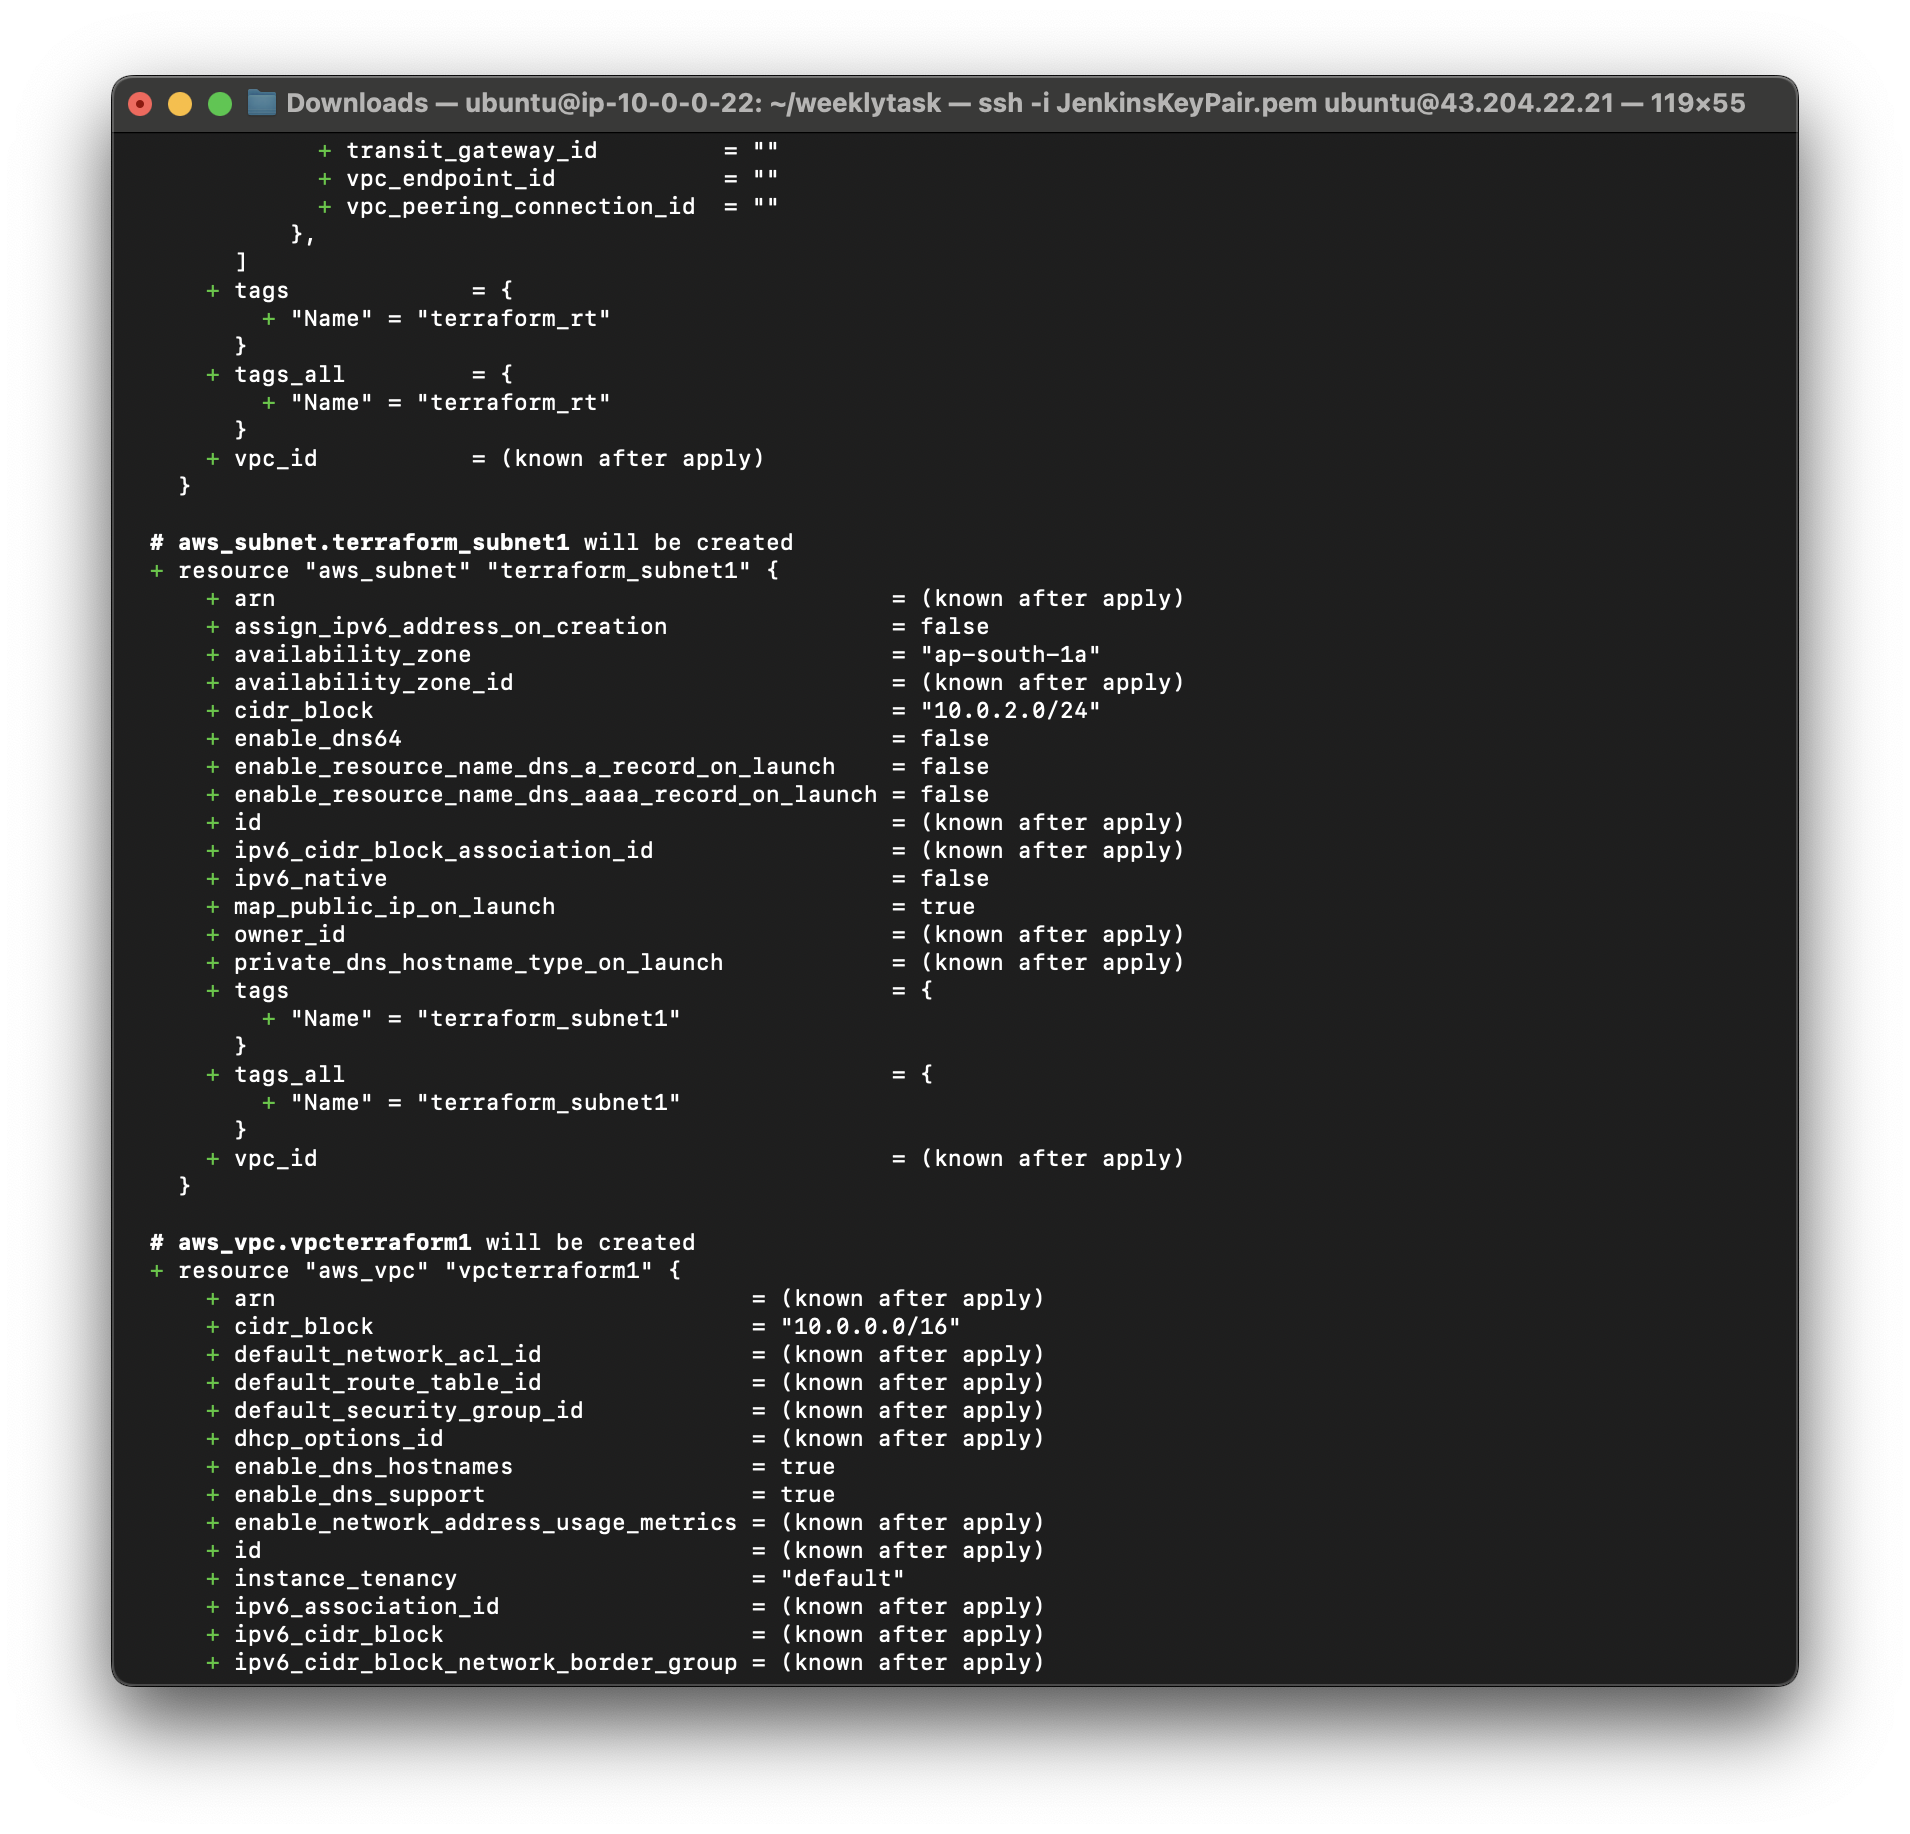 Downloads — ubuntu@ip-10-0-0-22: ~/weeklytask — ssh -i JenkinsKeyPair.pem ubuntu@43.204.22.21 — 119×55
+ transit_gateway_id         = ""
+ vpc_endpoint_id            = ""
+ vpc_peering_connection_id  = ""
},
]
+ tags             = {
+ "Name" = "terraform_rt"
}
+ tags_all         = {
+ "Name" = "terraform_rt"
}
+ vpc_id           = (known after apply)
}
# aws_subnet.terraform_subnet1 will be created
+ resource "aws_subnet" "terraform_subnet1" {
+ arn                                            = (known after apply)
+ assign_ipv6_address_on_creation                = false
+ availability_zone                              = "ap-south-1a"
+ availability_zone_id                           = (known after apply)
+ cidr_block                                     = "10.0.2.0/24"
+ enable_dns64                                   = false
+ enable_resource_name_dns_a_record_on_launch    = false
+ enable_resource_name_dns_aaaa_record_on_launch = false
+ id                                             = (known after apply)
+ ipv6_cidr_block_association_id                 = (known after apply)
+ ipv6_native                                    = false
+ map_public_ip_on_launch                        = true
+ owner_id                                       = (known after apply)
+ private_dns_hostname_type_on_launch            = (known after apply)
+ tags                                           = {
+ "Name" = "terraform_subnet1"
}
+ tags_all                                       = {
+ "Name" = "terraform_subnet1"
}
+ vpc_id                                         = (known after apply)
}
# aws_vpc.vpcterraform1 will be created
+ resource "aws_vpc" "vpcterraform1" {
+ arn                                  = (known after apply)
+ cidr_block                           = "10.0.0.0/16"
+ default_network_acl_id               = (known after apply)
+ default_route_table_id               = (known after apply)
+ default_security_group_id            = (known after apply)
+ dhcp_options_id                      = (known after apply)
+ enable_dns_hostnames                 = true
+ enable_dns_support                   = true
+ enable_network_address_usage_metrics = (known after apply)
+ id                                   = (known after apply)
+ instance_tenancy                     = "default"
+ ipv6_association_id                  = (known after apply)
+ ipv6_cidr_block                      = (known after apply)
+ ipv6_cidr_block_network_border_group = (known after apply)